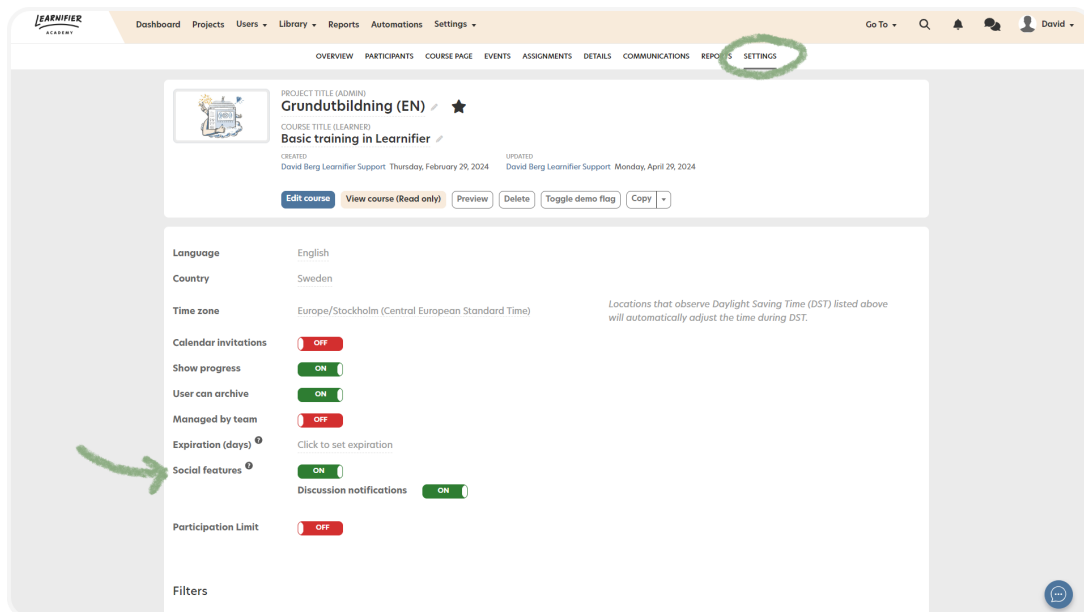 LEARNIFIER
ACADEMY
Dashboard Projects Users Library Reports Automations Settings Go To David
OVERVIEW PARTICIPANTS COURSE PAGE EVENTS ASSIGNMENTS DETAILS COMMUNICATIONS REPORTS SETTINGS
PROJECT TITLE (ADMIN)
Grundutbildning (EN)
COURSE TITLE (LEARNER)
Basic training in Learnifier
CREATED UPDATED
David Berg Learnifier Support Thursday, February 29, 2024 David Berg Learnifier Support Monday, April 29, 2024
Edit course View course (Read only) Preview Delete Toggle demo flag Copy
Language English
Country Sweden
Time zone Europe/Stockholm (Central European Standard Time) Locations that observe Daylight Saving Time (DST) listed above
will automatically adjust the time during DST.
Calendar invitations OFF
Show progress ON
User can archive ON
Managed by team OFF
Expiration (days) ? Click to set expiration
Social features ? ON
Discussion notifications ON
Participation Limit OFF
Filters